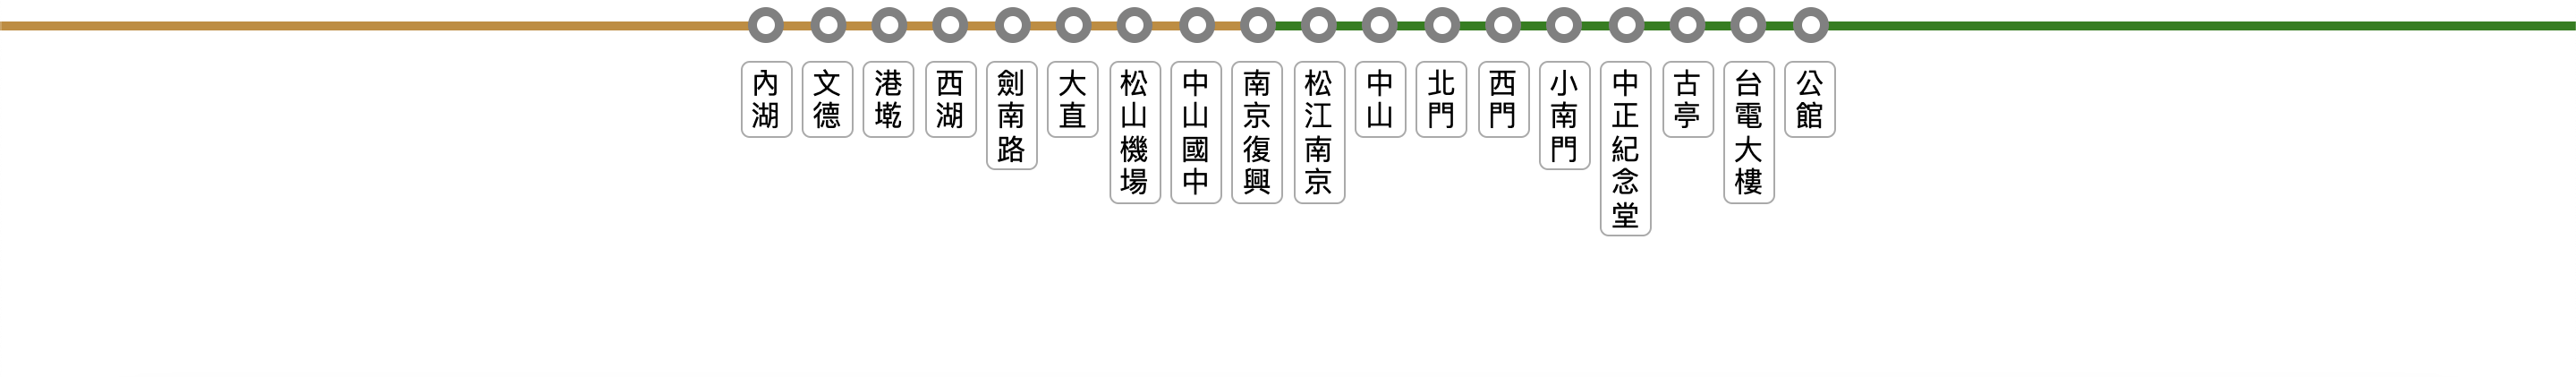 內湖
文德
港墘
西湖
劍南路
大直
松山機場
中山國中
南京復興
松江南京
中山
北門
西門
小南門
中正紀念堂
古亭
台電大樓
公館